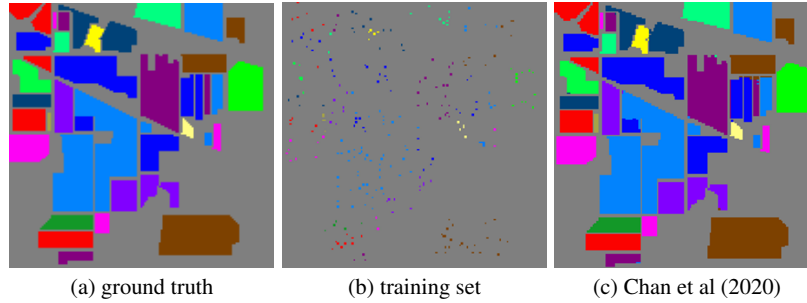 (a) ground truth
(b) training set
(c) Chan et al (2020)